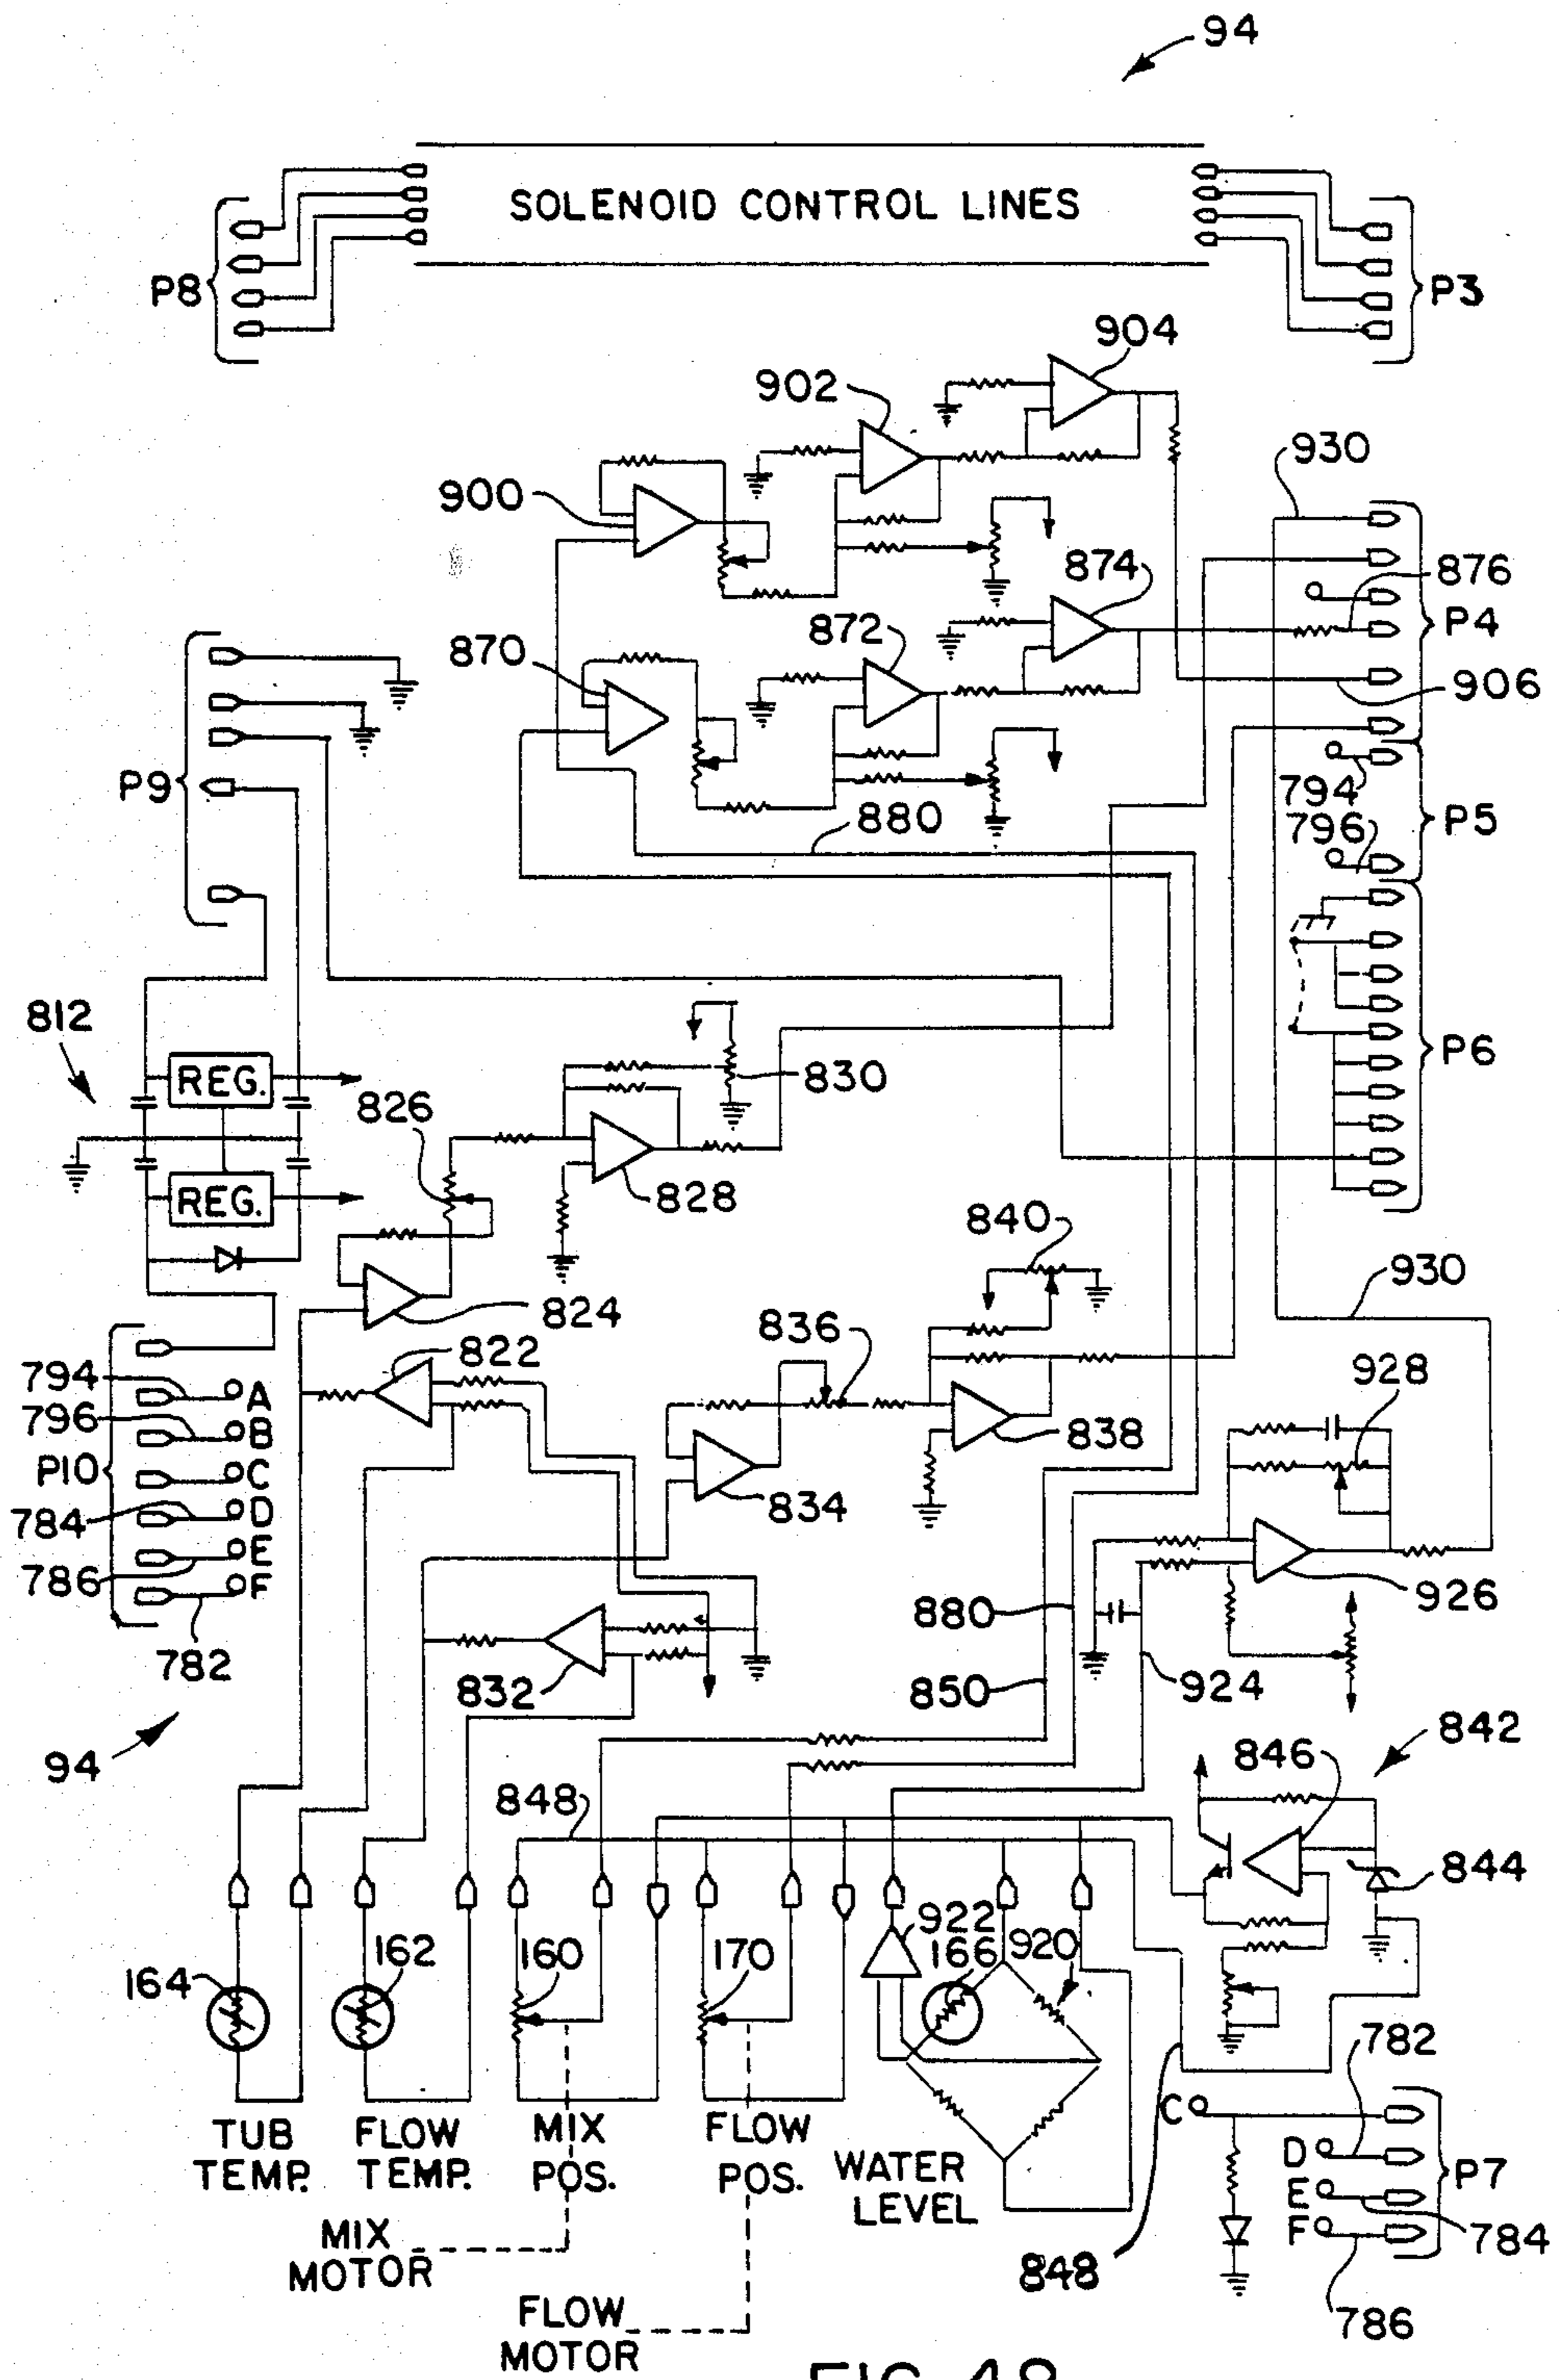 94
SOLENOID CONTROL LINES
P8
P3
904
902
930
900
874
876
P4
870
872
906
P9
794
880
P5
796
812
REG.
830
P6
826
REG.
828
840
930
824
836
822
928
794
A
796
B
838
P10
C
834
784
D
E
786
F
880
926
782
832
850
924
94
842
846
848
844
922
162
160
170
166
920
164
782
C
TUB
TEMP.
FLOW
TEMP.
MIX
POS.
FLOW
POS.
WATER
LEVEL
D
P7
E
MIX
MOTOR
F
784
848
FLOW
MOTOR
786